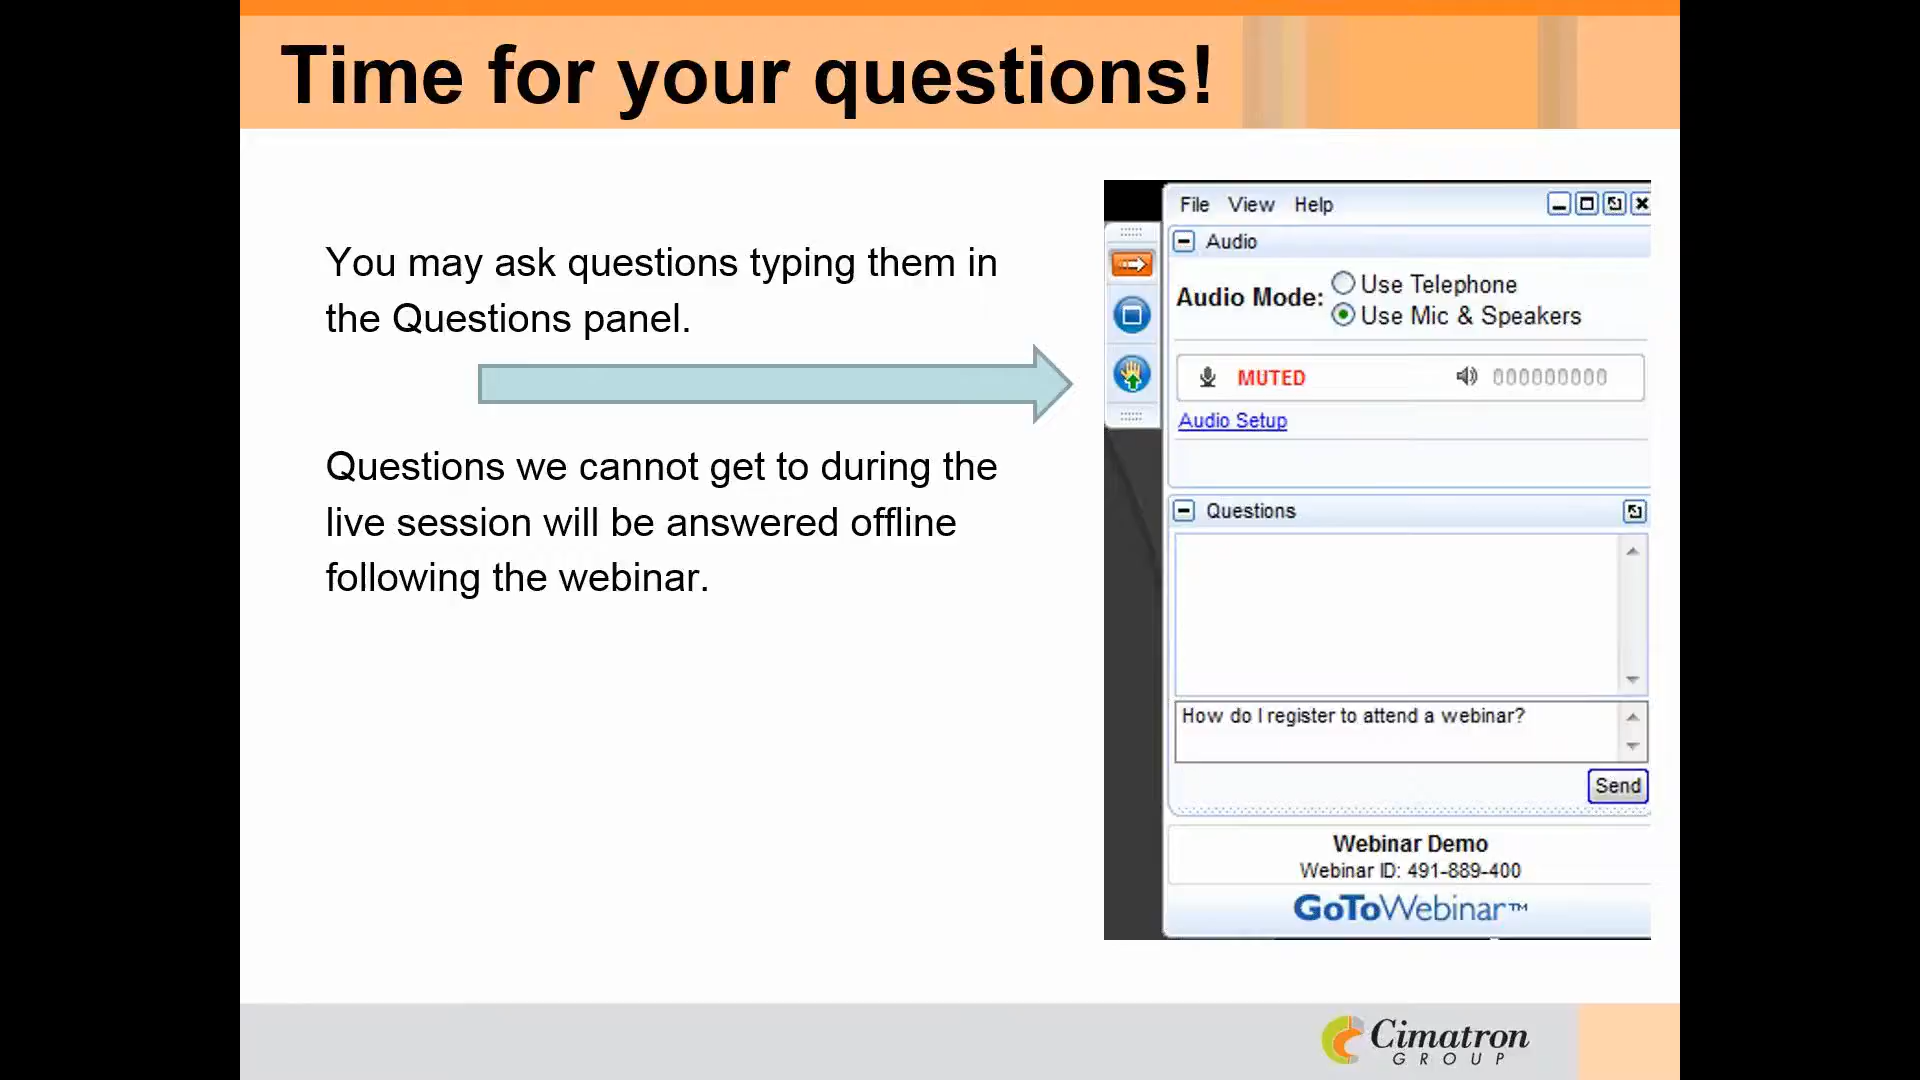 Time for your questions!
You may ask questions typing them in
the Questions panel.
Questions we cannot get to during the
live session will be answered offline
following the webinar.
File View Help
Audio
Audio Mode:
Use Telephone
Use Mic & Speakers
MUTED
000000000
Audio Setup
Questions
How do I register to attend a webinar?
Send
Webinar Demo
Webinar ID: 491-889-400
GoToWebinar™
Cimatron
GROUP